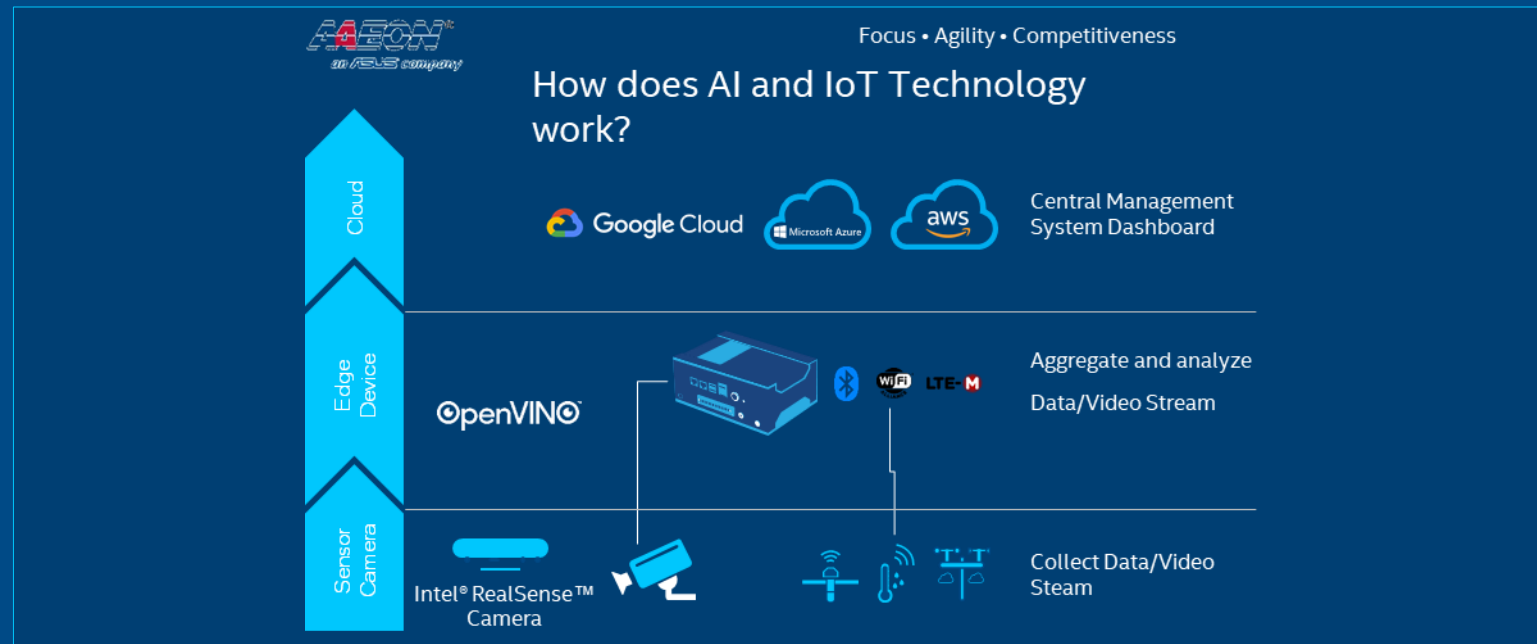 AAEON®
an ASUS company
Focus • Agility • Competitiveness
How does AI and IoT Technology
work?
Cloud
Google Cloud
Microsoft Azure
aws
Central Management
System Dashboard
Edge
Device
OpenVINO™
WiFi
LTE-M
Aggregate and analyze
Data/Video Stream
Sensor
Camera
Intel® RealSense™
Camera
Collect Data/Video
Steam